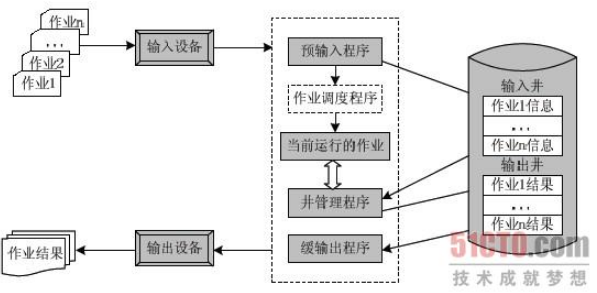 作业n
...
作业2
作业1
输入设备
预输入程序
作业调度程序
当前运行的作业
井管理程序
缓输出程序
输入井
作业1信息
...
作业n信息
输出井
作业1结果
...
作业n结果
输出设备
作业结果
51CTO.com
技术成就梦想